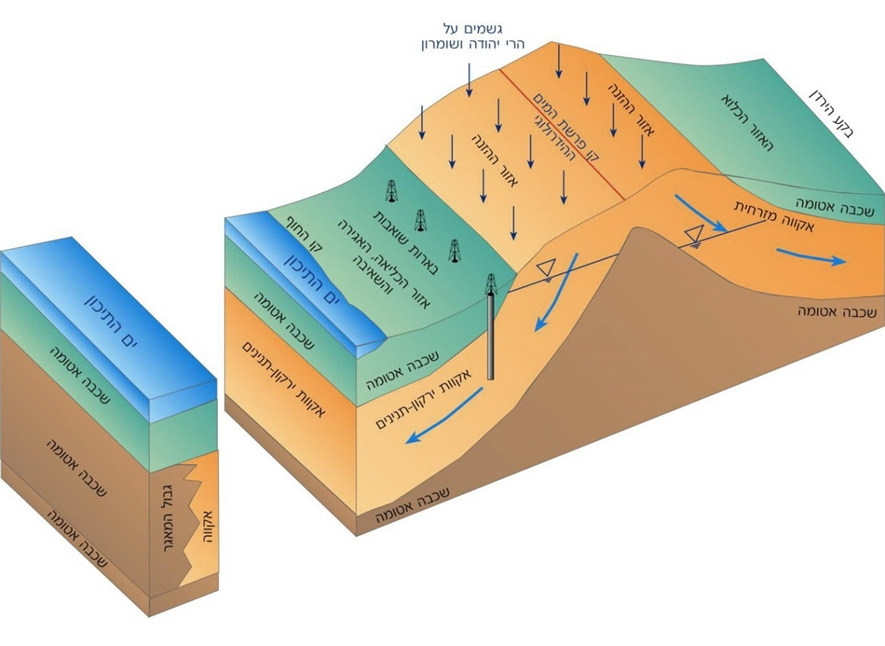 גשמים על
הרי יהודה ושומרון
בקע הירדן
האזור הכלוא
אזור ההזנה
קו פרשת המים
ההידרולוגי
אזור ההזנה
שכבה אטומה
אקווה מזרחית
שכבה אטומה
קו החוף
בארות שואבות
אזור הכליאה, האגירה
והשאיבה
ים התיכון
שכבה אטומה
אקוות ירקון-תנינים
שכבה אטומה
אקוות ירקון-תנינים
שכבה אטומה
ים התיכון
שכבה אטומה
שכבה אטומה
שכבה אטומה
גבול המאגר
אקווה